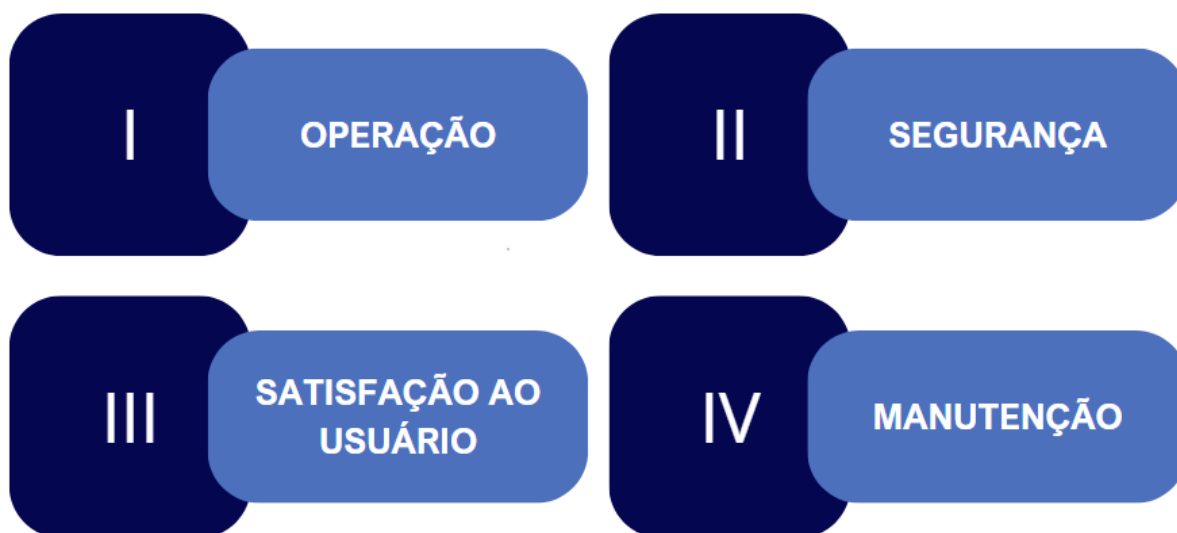 I
OPERAÇÃO
II
SEGURANÇA
III
SATISFAÇÃO AO
USUÁRIO
IV
MANUTENÇÃO